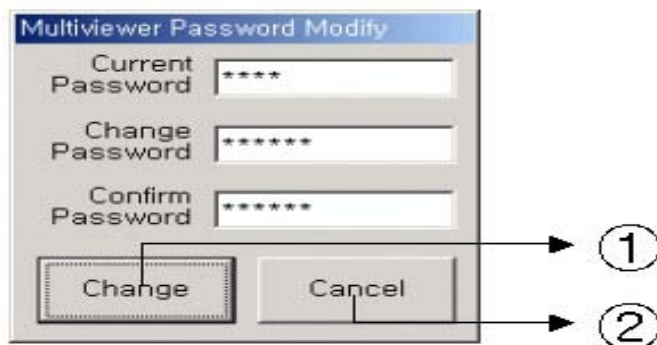 Multiviewer Password Modify
Current
Password
****
Change
Password
******
Confirm
Password
******
Change
Cancel
①
②